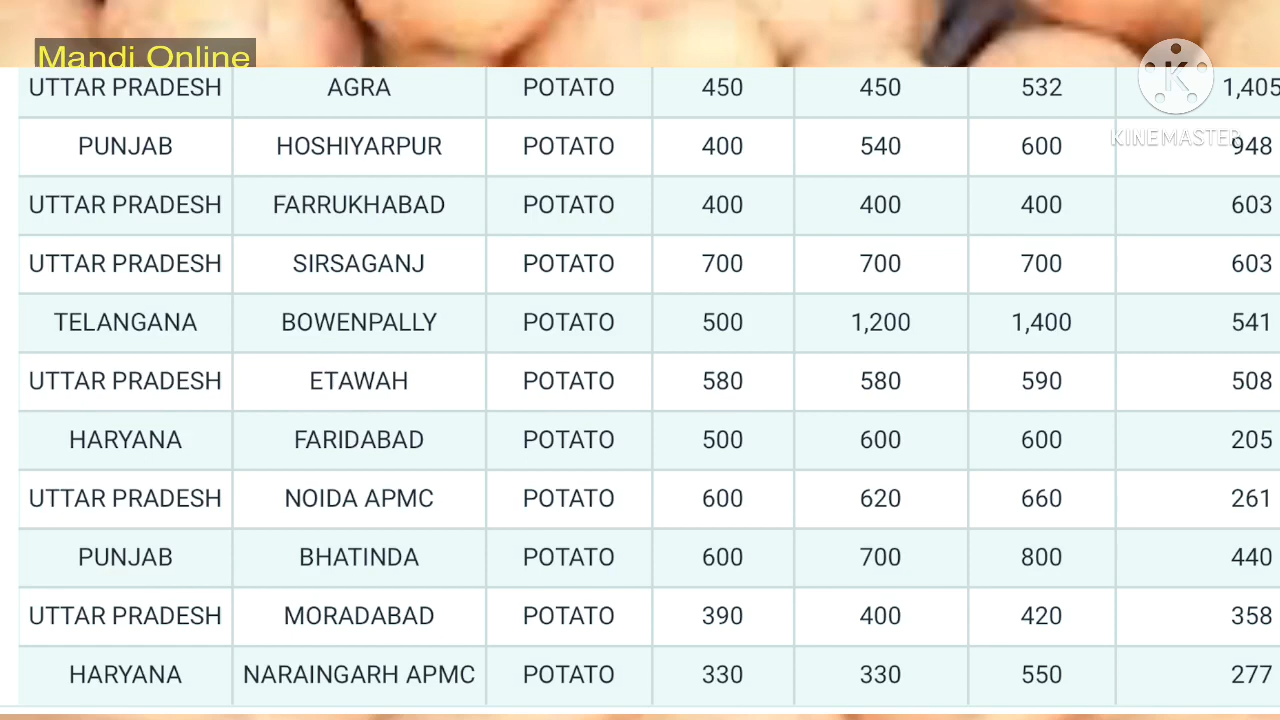 Mandi Online
UTTAR PRADESH AGRA POTATO 450 450 532 1,405
PUNJAB HOSHIYARPUR POTATO 400 540 600 948
KINEMASTER
UTTAR PRADESH FARRUKHABAD POTATO 400 400 400 603
UTTAR PRADESH SIRSAGANJ POTATO 700 700 700 603
TELANGANA BOWENPALLY POTATO 500 1,200 1,400 541
UTTAR PRADESH ETAWAH POTATO 580 580 590 508
HARYANA FARIDABAD POTATO 500 600 600 205
UTTAR PRADESH NOIDA APMC POTATO 600 620 660 261
PUNJAB BHATINDA POTATO 600 700 800 440
UTTAR PRADESH MORADABAD POTATO 390 400 420 358
HARYANA NARAINGARH APMC POTATO 330 330 550 277